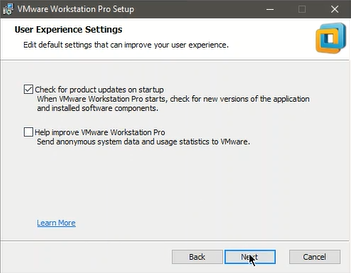 VMware Workstation Pro Setup
User Experience Settings
Edit default settings that can improve your user experience.
Check for product updates on startup
When VMware Workstation Pro starts, check for new versions of the application
and installed software components.
Help improve VMware Workstation Pro
Send anonymous system data and usage statistics to VMware.
Learn More
Back
Next
Cancel